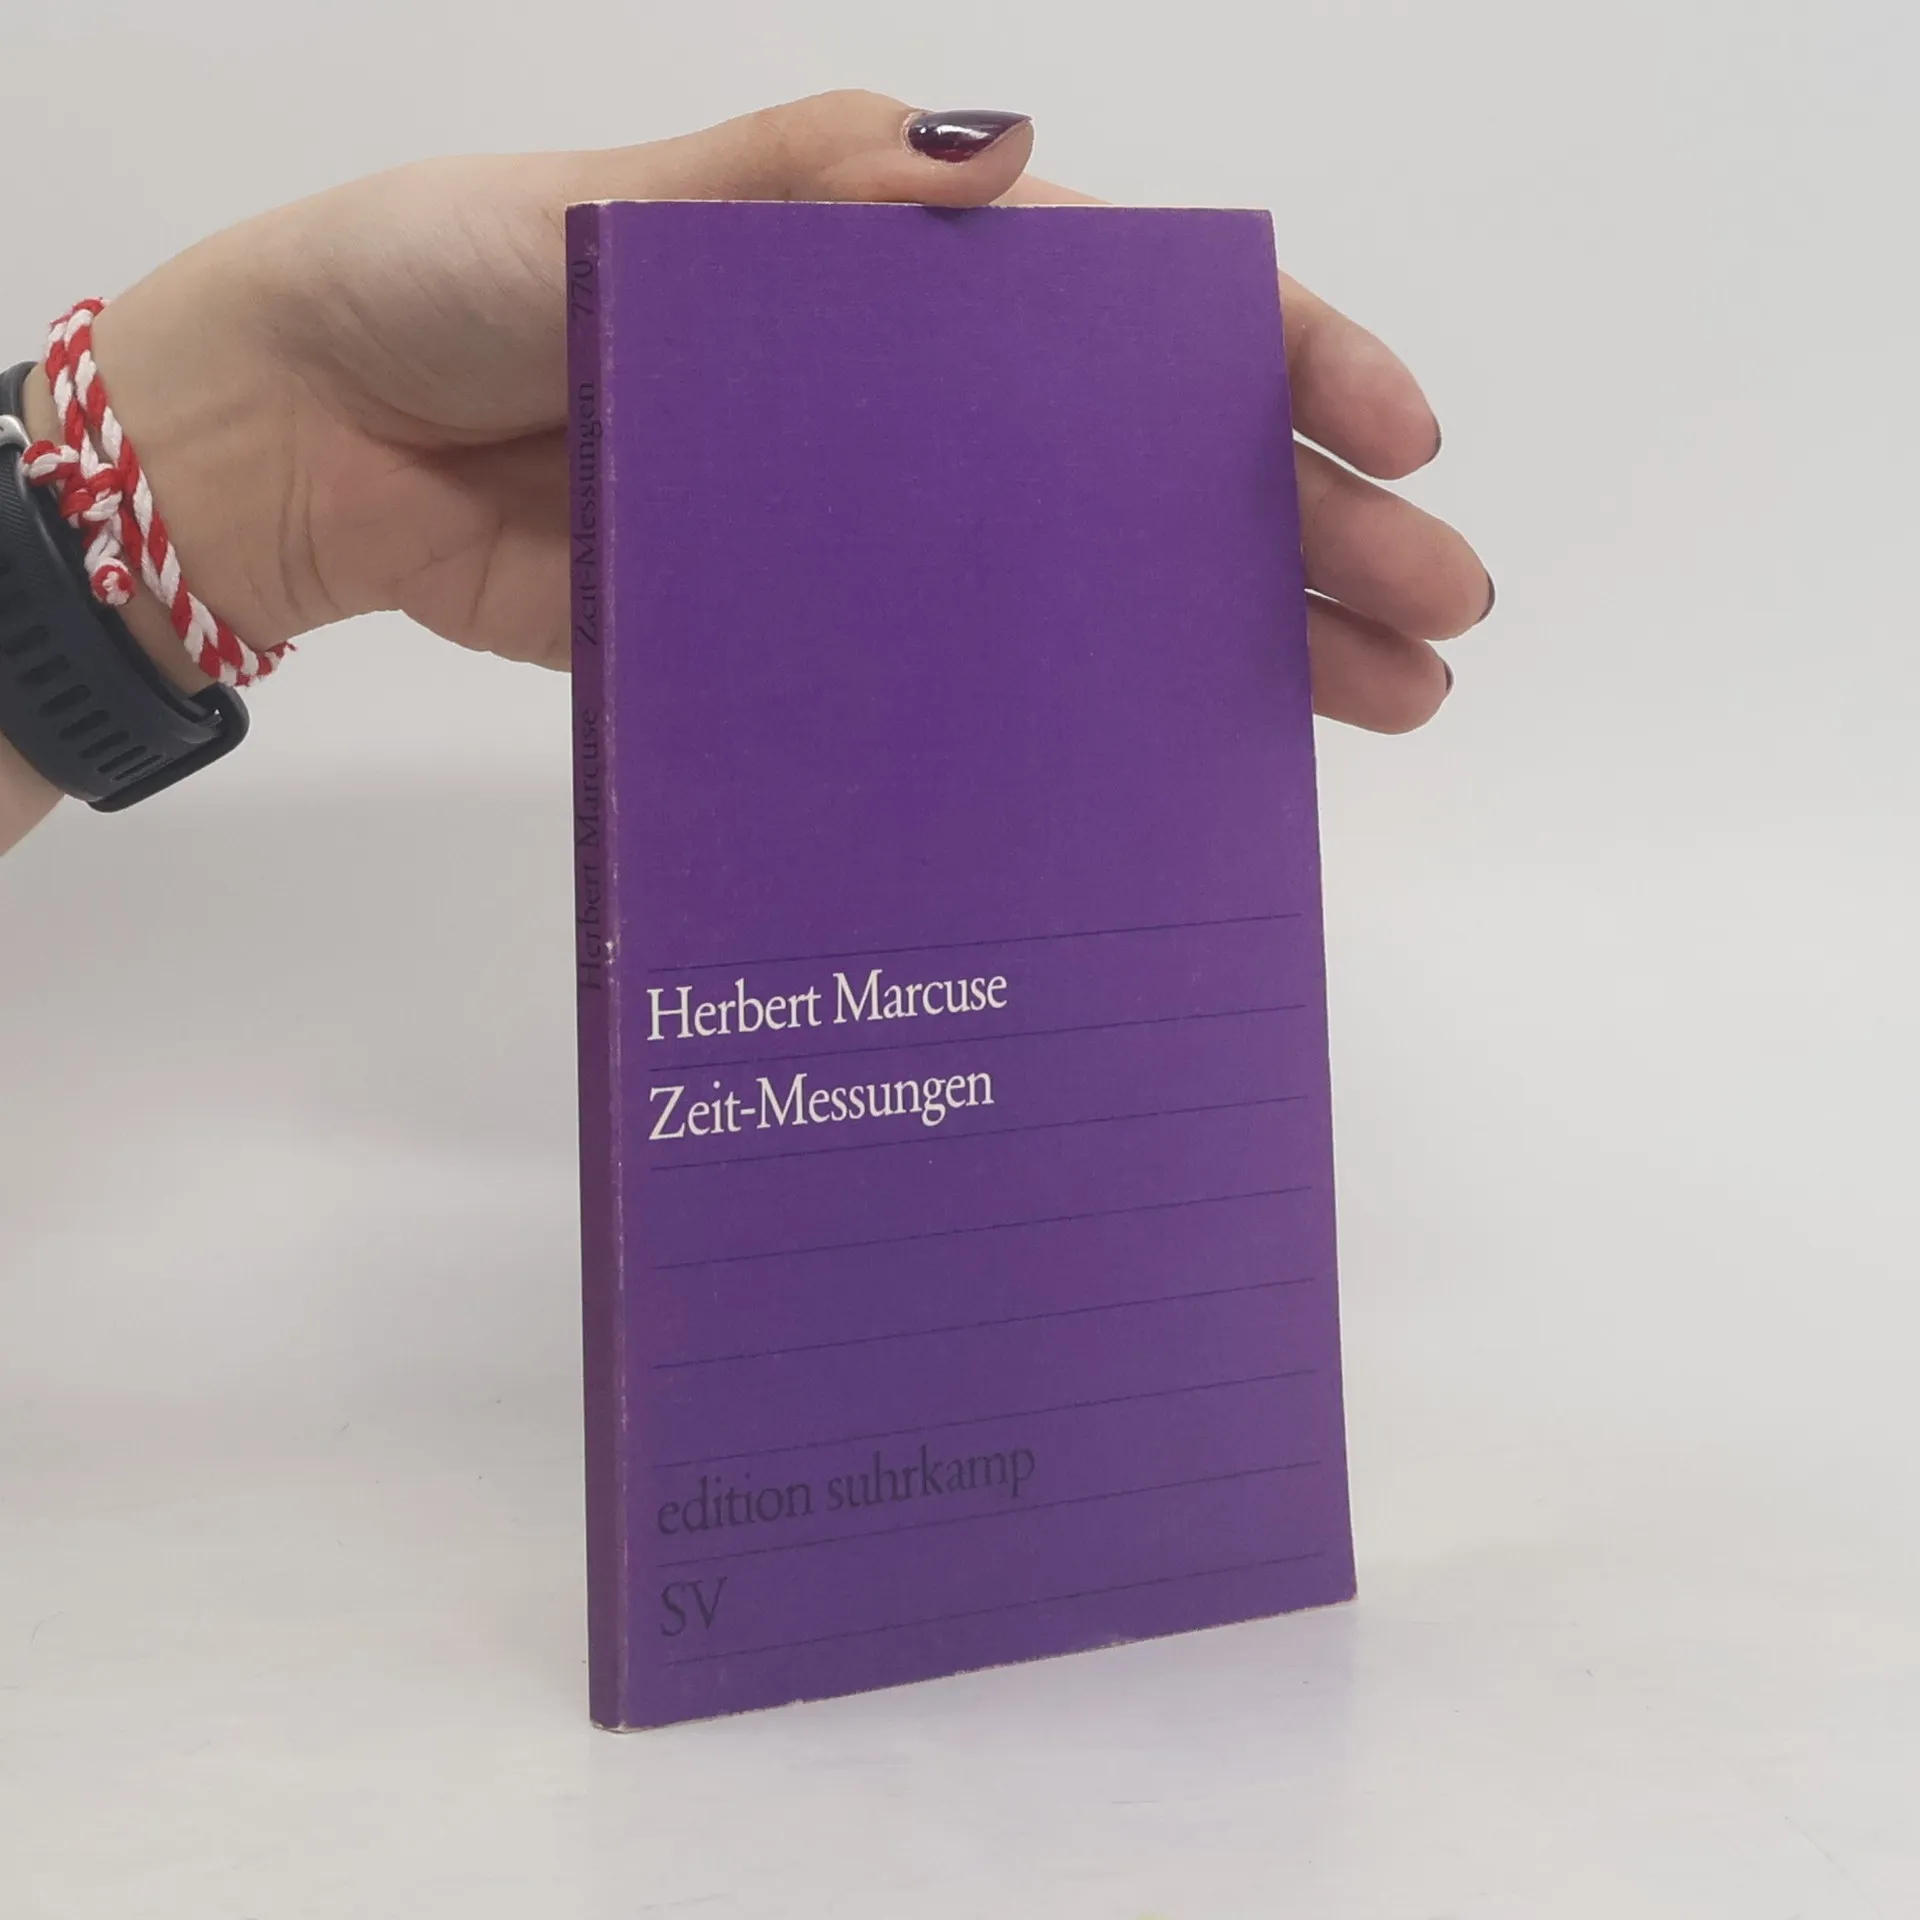 Herbert Marcuse Zeit-Messungen 770
Herbert Marcuse
Zeit-Messungen
edition suhrkamp
SV